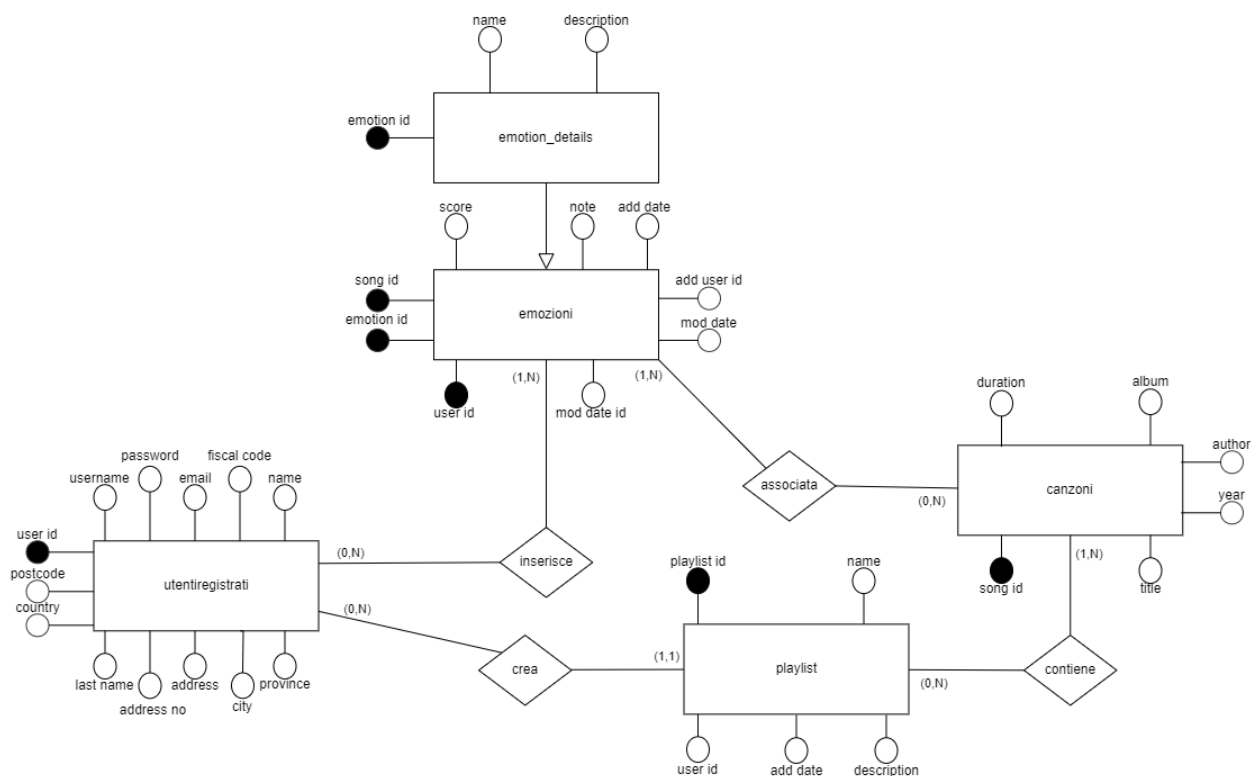 name
description
emotion id
emotion_details
score
note
add date
song id
emotion id
emozioni
add user id
mod date
(1,N)
(1,N)
user id
mod date id
duration
album
author
canzoni
year
(0,N)
(1,N)
song id
title
associata
password
fiscal code
username
email
name
user id
postcode
country
utentiregistrati
(0,N)
(0,N)
inserisce
last name
address no
address
city
province
crea
playlist id
name
(1,1)
playlist
(0,N)
contiene
user id
add date
description